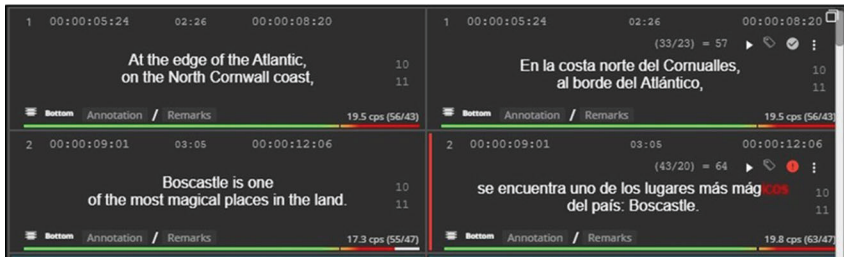 1 00:00:05:24 02:26 00:00:08:20
At the edge of the Atlantic,
on the North Cornwall coast,
10
11
Bottom Annotation / Remarks 19.5 cps (56/43)
1 00:00:05:24 02:26 00:00:08:20
(33/23) = 57
En la costa norte del Cornualles,
al borde del Atlántico,
10
11
Bottom Annotation / Remarks 19.5 cps (56/43)
2 00:00:09:01 03:05 00:00:12:06
Boscastle is one
of the most magical places in the land.
10
11
Bottom Annotation / Remarks 17.3 cps (55/47)
2 00:00:09:01 03:05 00:00:12:06
(43/20) = 64
se encuentra uno de los lugares más mágicos
del país: Boscastle.
10
11
Bottom Annotation / Remarks 19.8 cps (63/47)